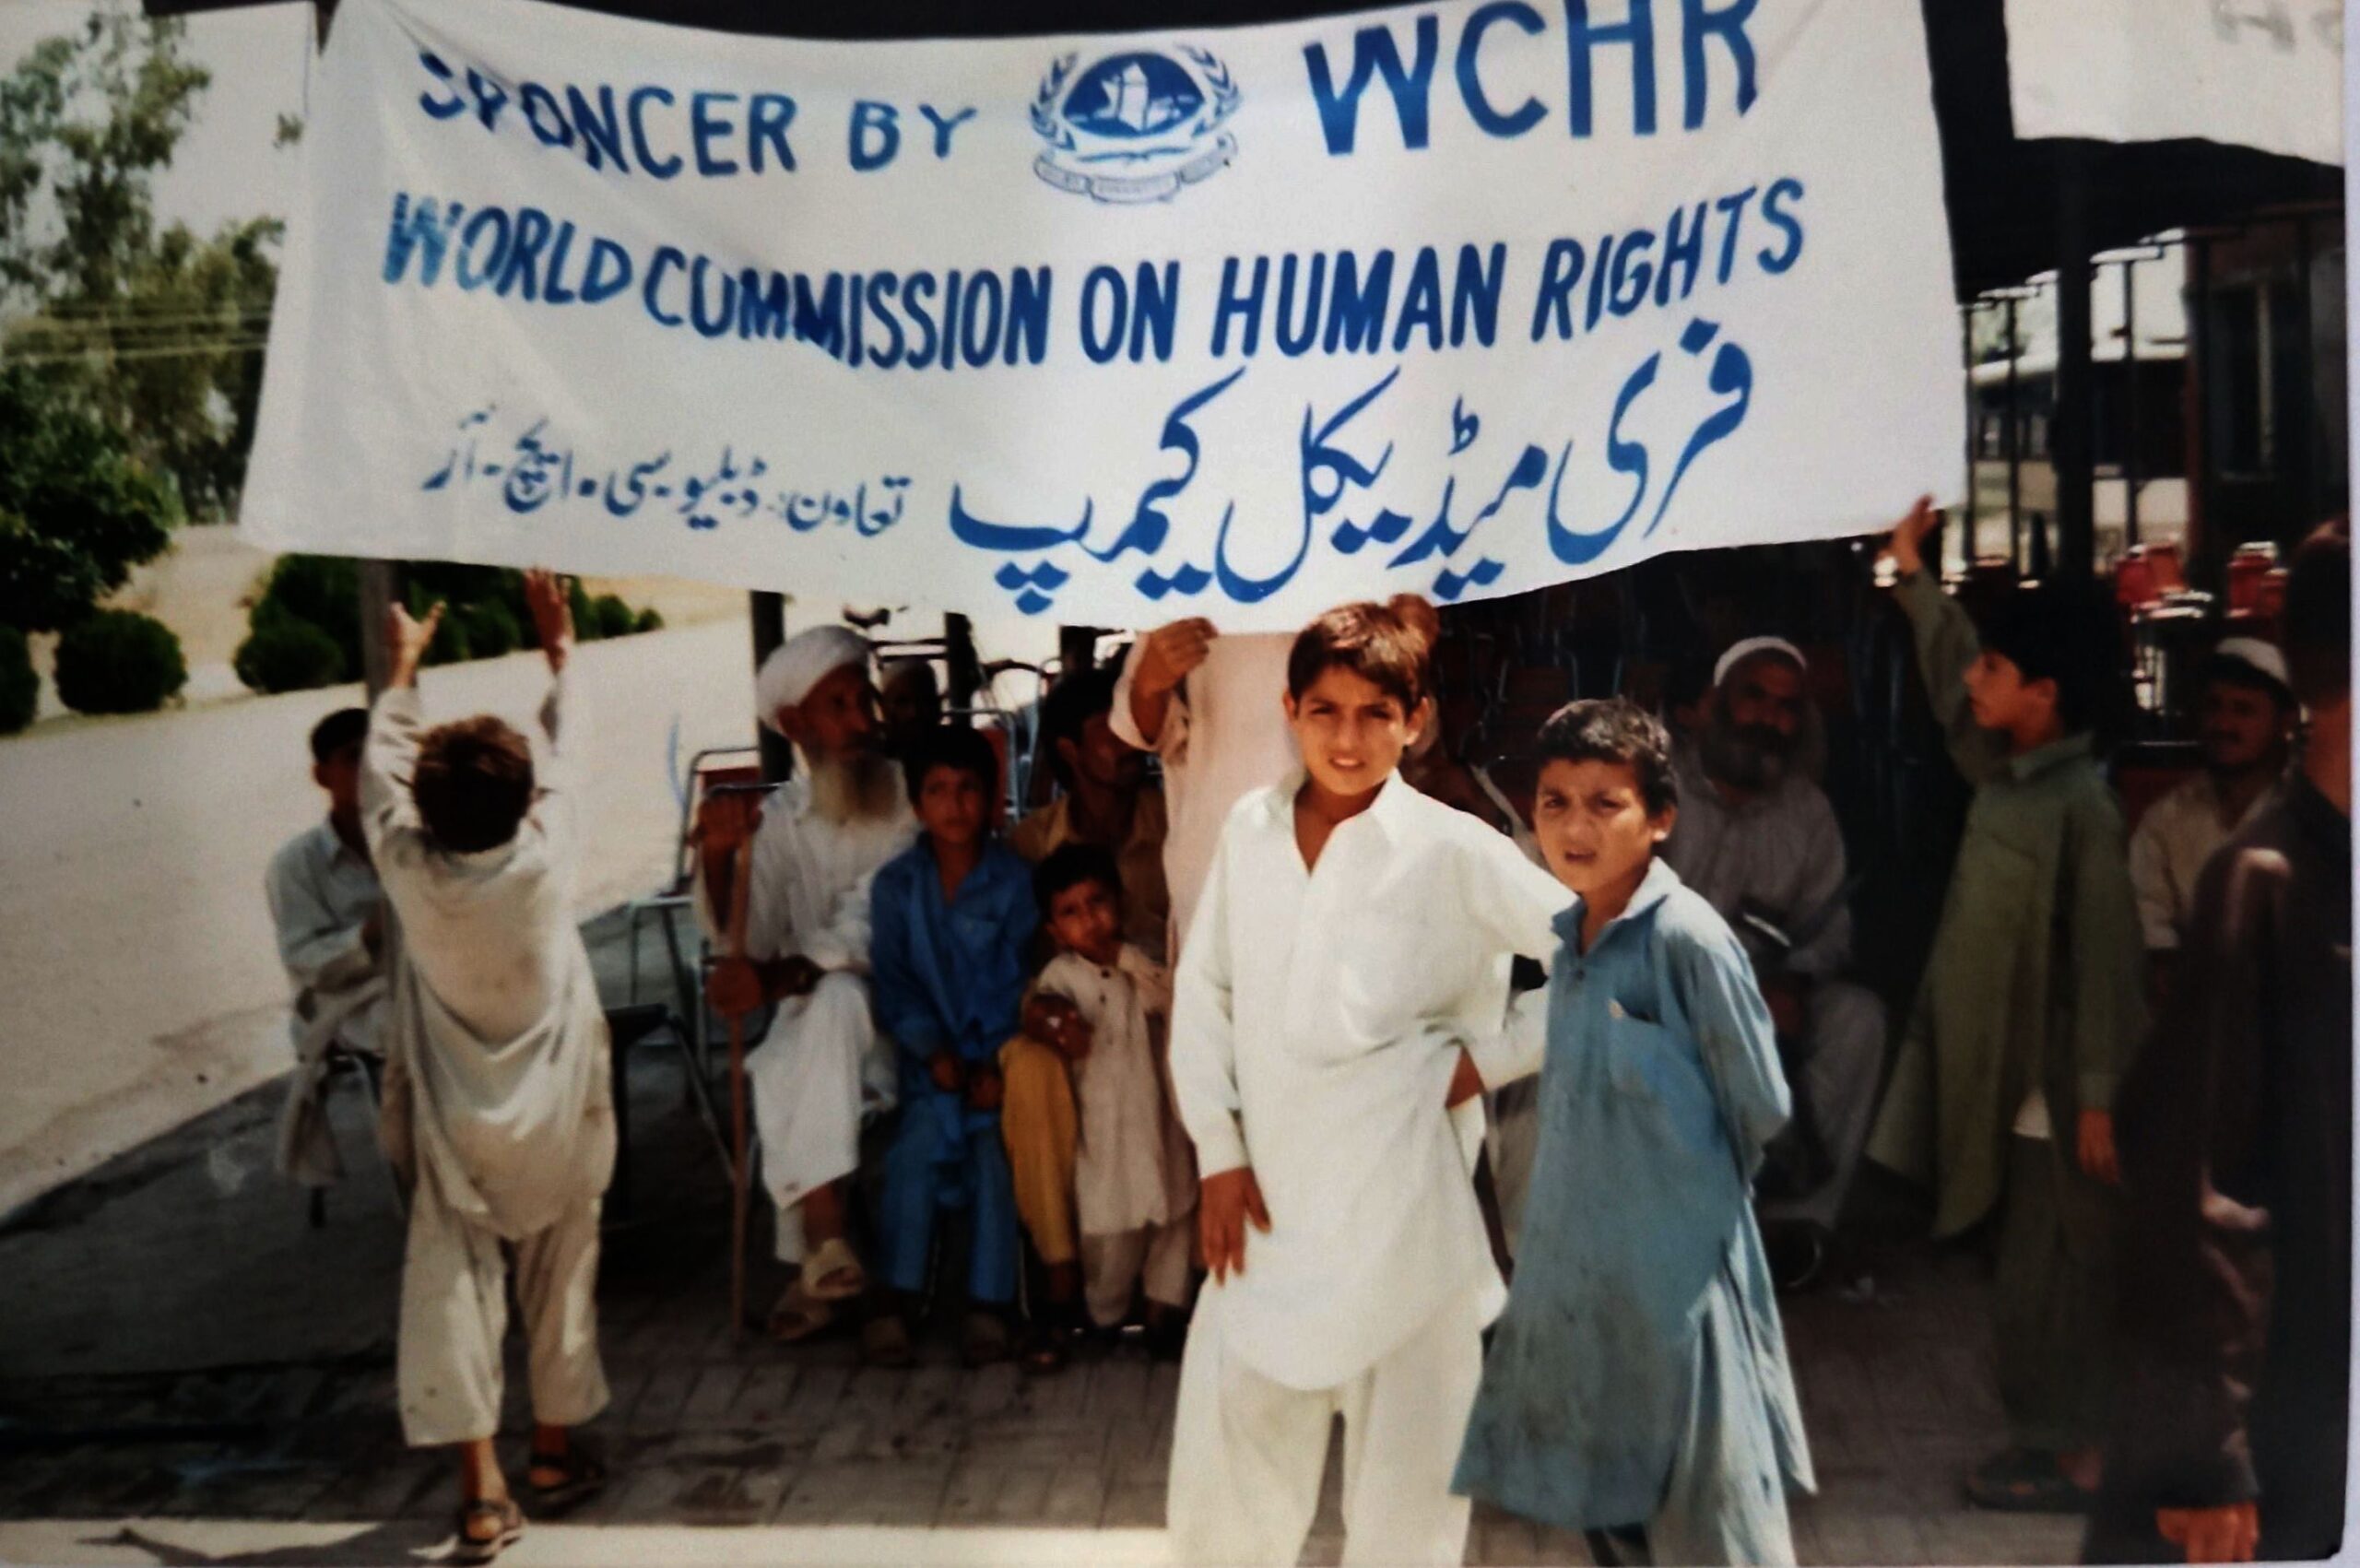 SPONCER BY WCHR
WORLD COMMISSION ON HUMAN RIGHTS
فری میڈیکل کیمپ
تعاون: ڈبلیو۔سی۔ایچ۔آر